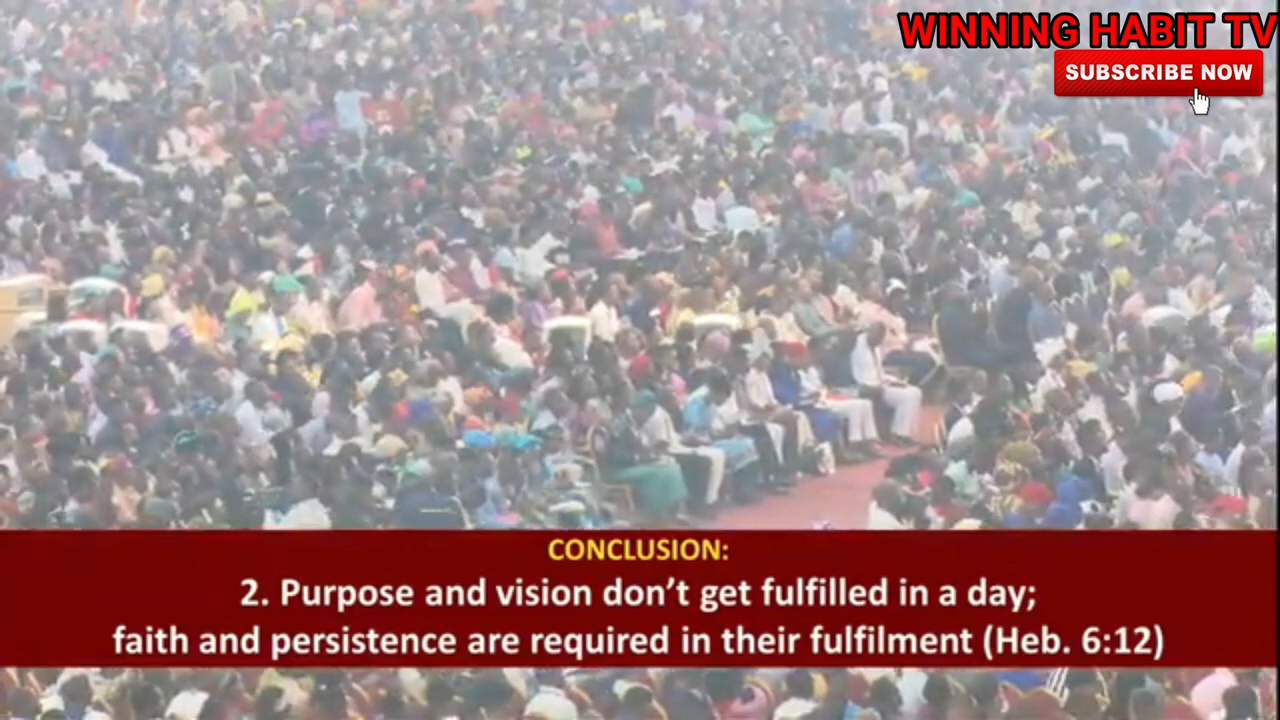 WINNING HABIT TV
SUBSCRIBE NOW
CONCLUSION:
2. Purpose and vision don't get fulfilled in a day;
faith and persistence are required in their fulfilment (Heb. 6:12)